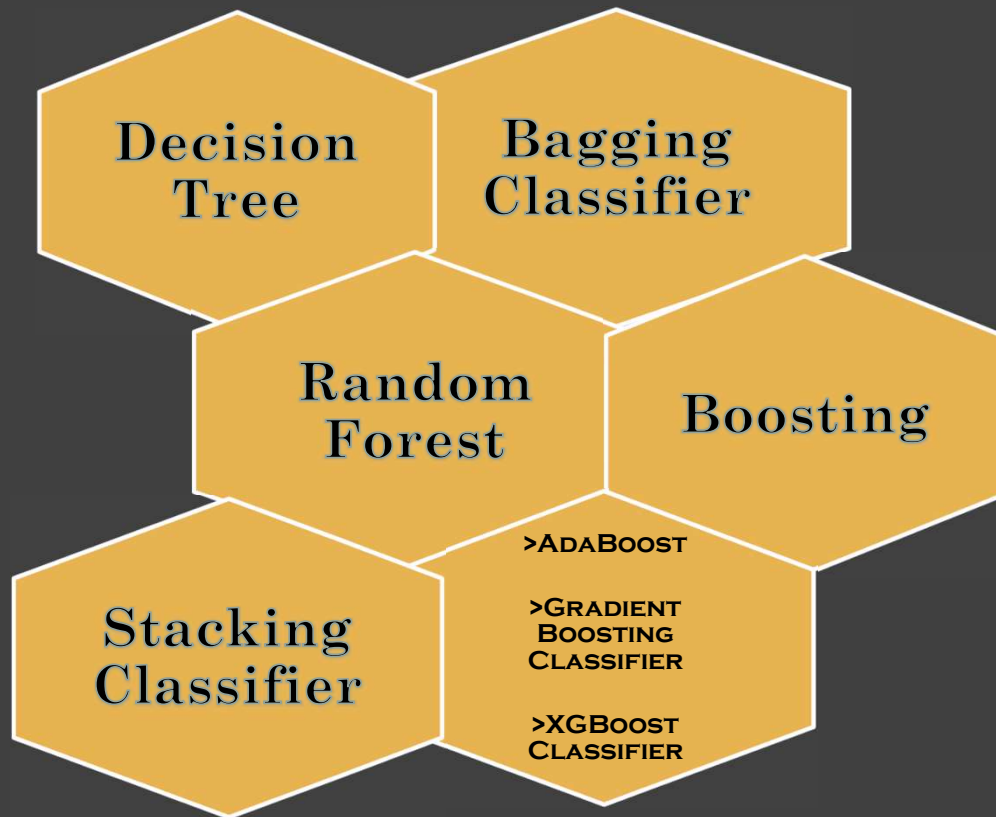 Decision
Tree
Bagging
Classifier
Random
Forest
Boosting
Stacking
Classifier
>ADABOOST
>GRADIENT
BOOSTING
CLASSIFIER
>XGBOOST
CLASSIFIER